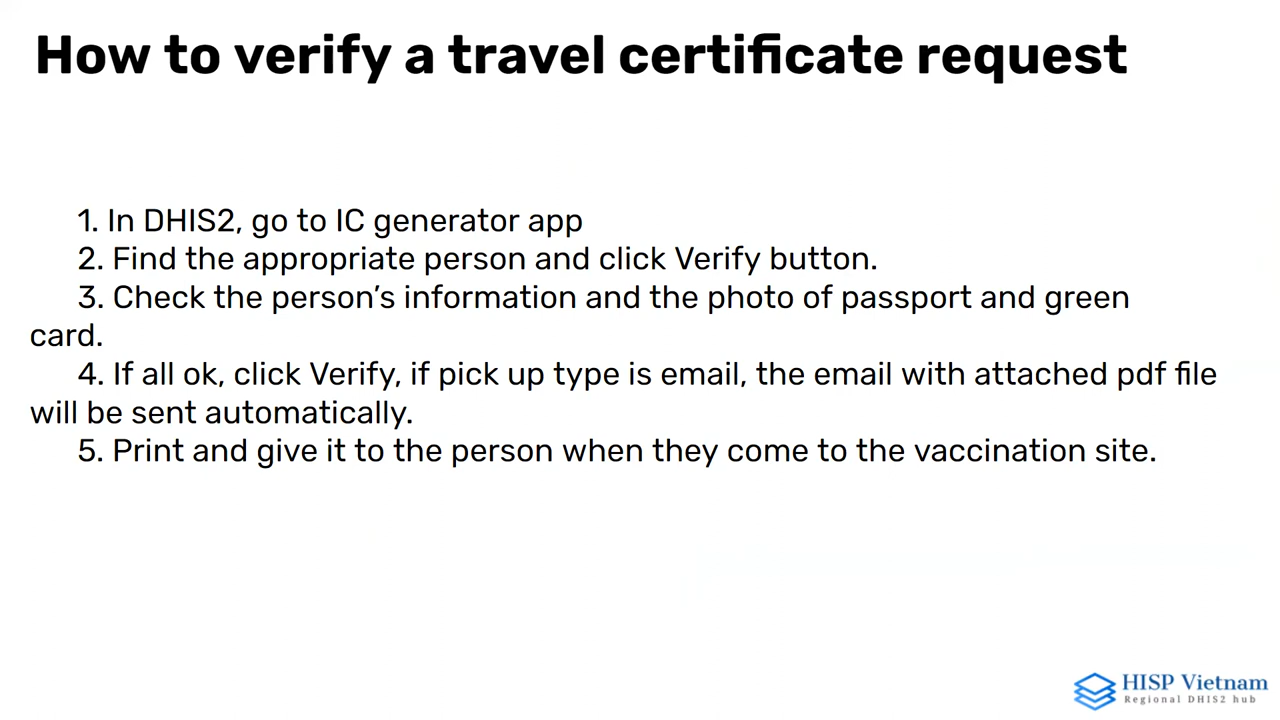 How to verify a travel certificate request
1. In DHIS2, go to IC generator app
2. Find the appropriate person and click Verify button.
3. Check the person’s information and the photo of passport and green
card.
4. If all ok, click Verify, if pick up type is email, the email with attached pdf file
will be sent automatically.
5. Print and give it to the person when they come to the vaccination site.
HISP Vietnam
Regional DHIS2 hub